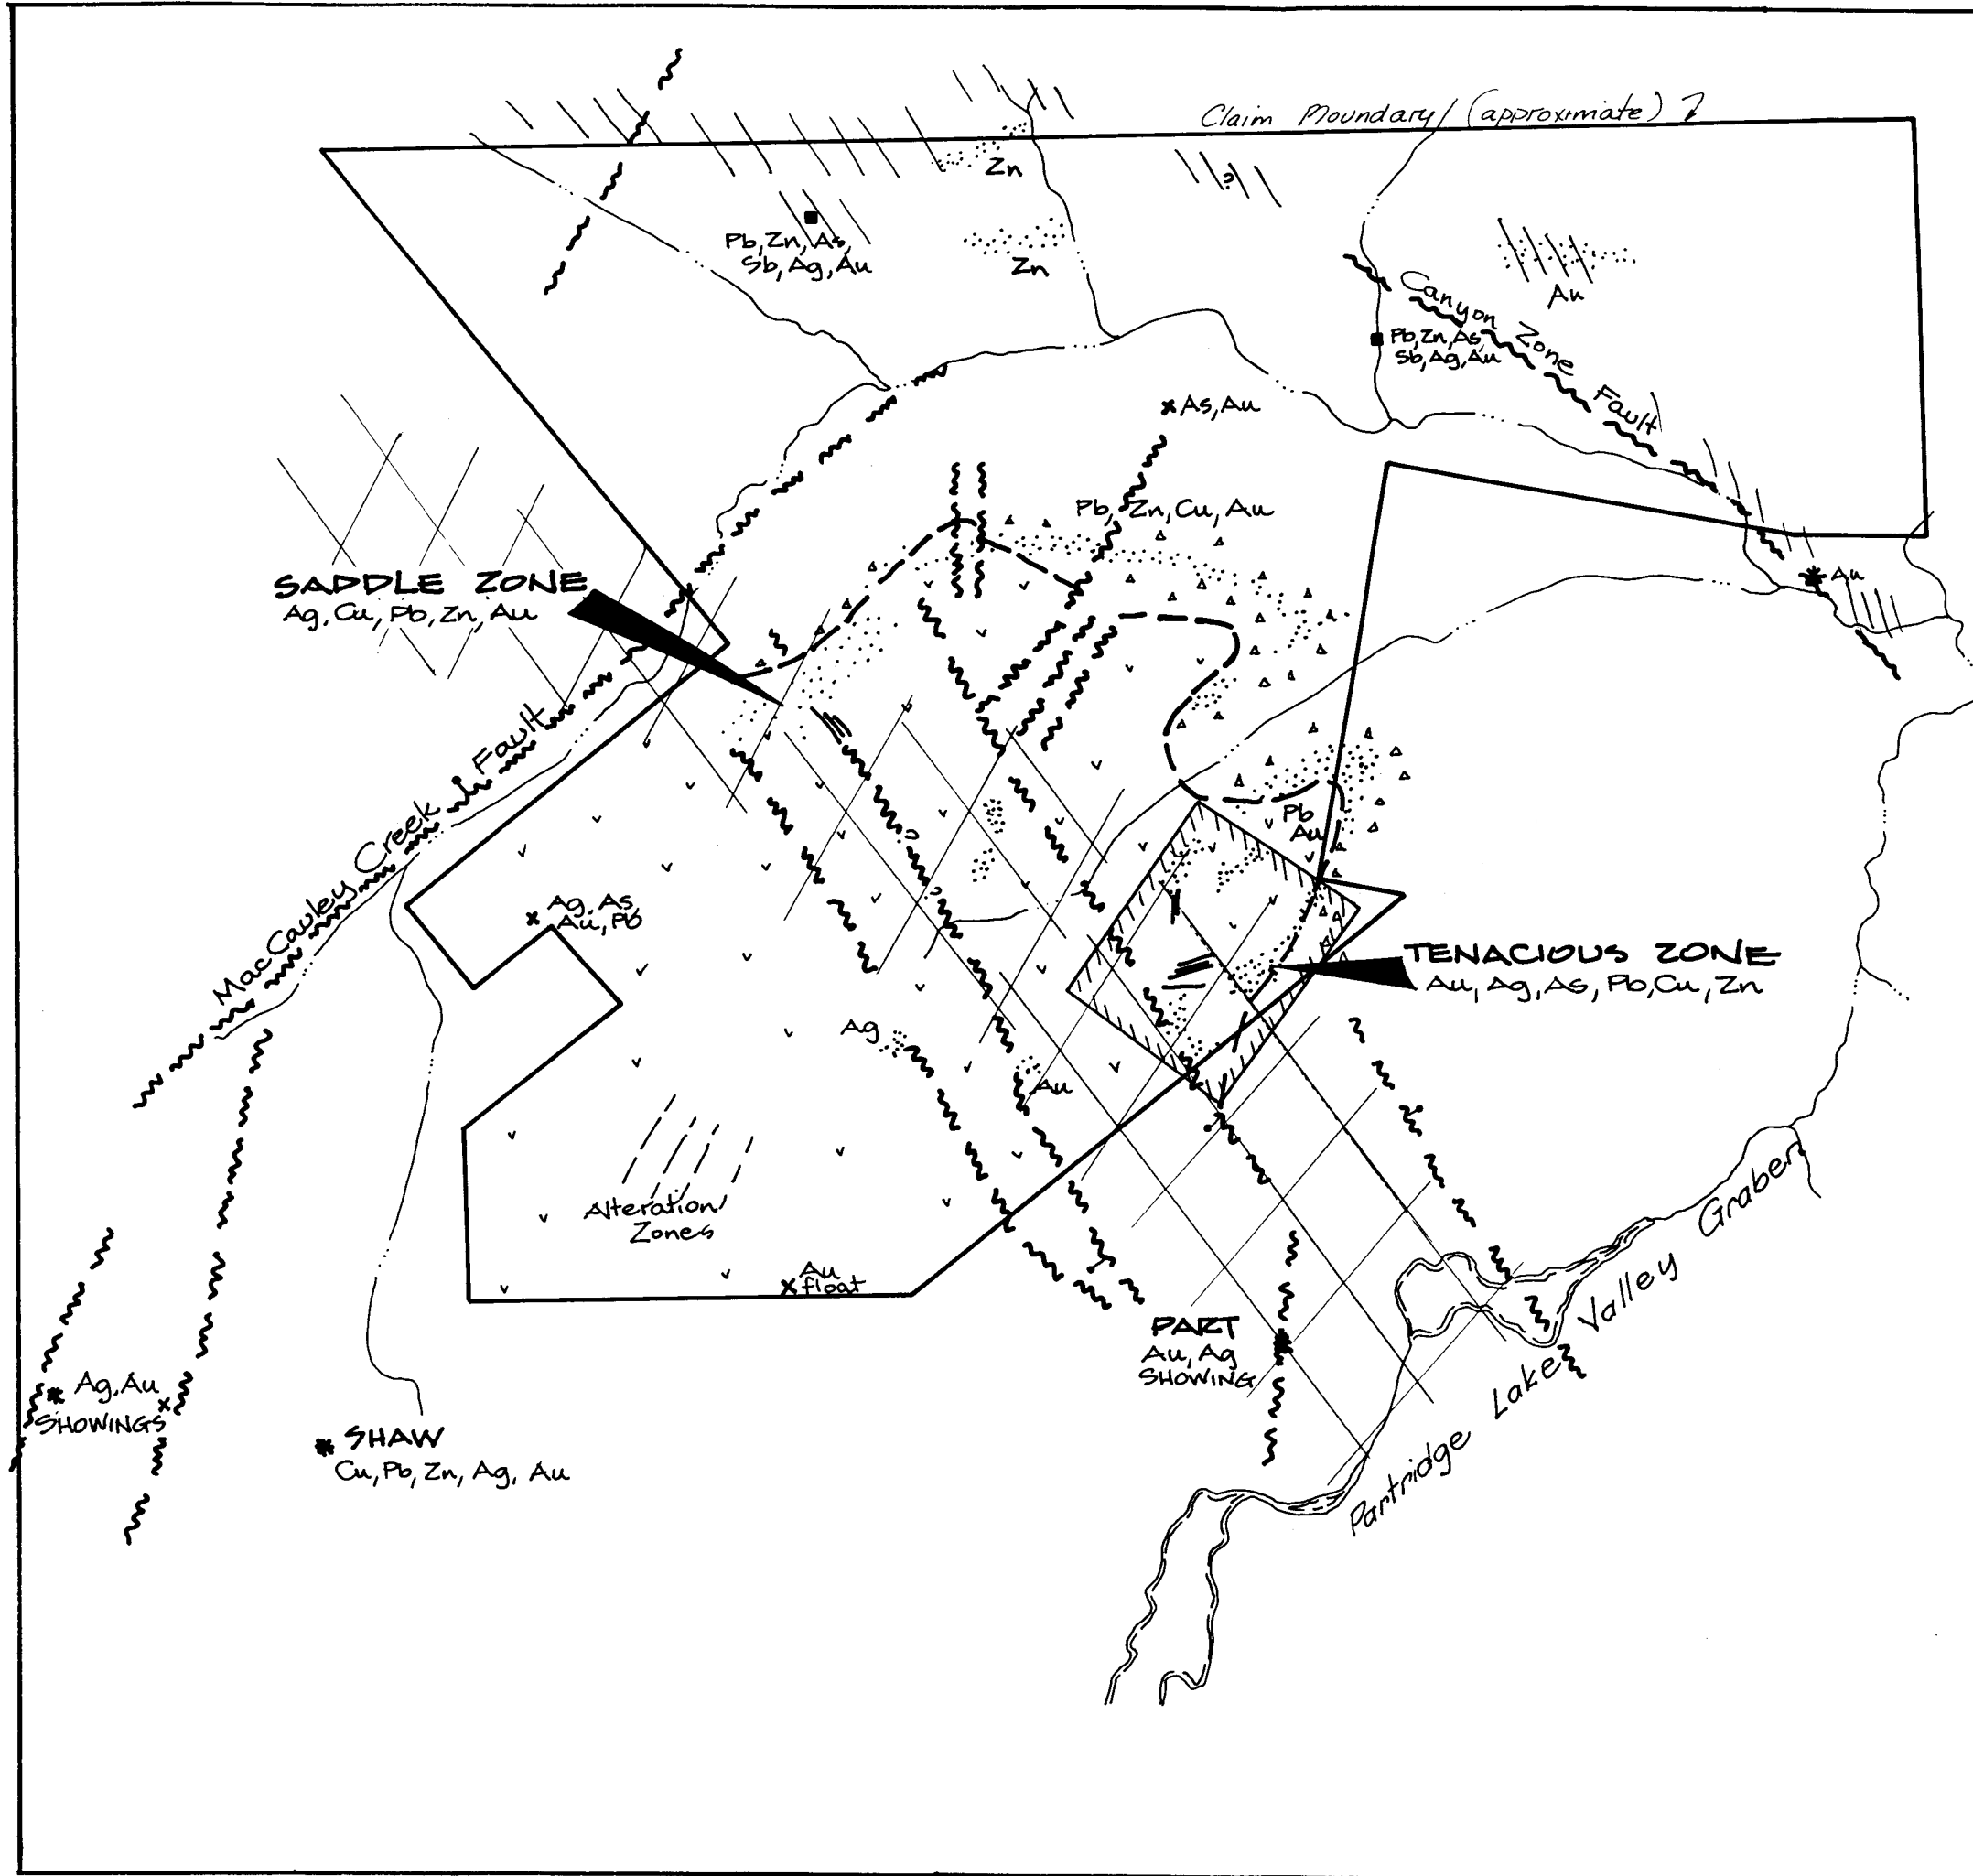 Claim Moundary (approximate)
Zn
Pb, Zn, As,
Sb, Ag, Au
Zn
?
Au
Canyon Zone Fault
Pb, Zn, As,
Sb, Ag, Au
As, Au
Pb, Zn, Cu, Au
SADDLE ZONE
Ag, Cu, Pb, Zn, Au
Au
MacCauley Creek Fault
Pb
Au
Ag, As
Au, Pb
TENACIOUS ZONE
Au, Ag, As, Pb, Cu, Zn
Ag
Au
Alteration
Zones
Au
float
PART
Au, Ag
SHOWING
Partridge Lake Valley Graben
Ag, Au
SHOWINGS
SHAW
Cu, Pb, Zn, Ag, Au